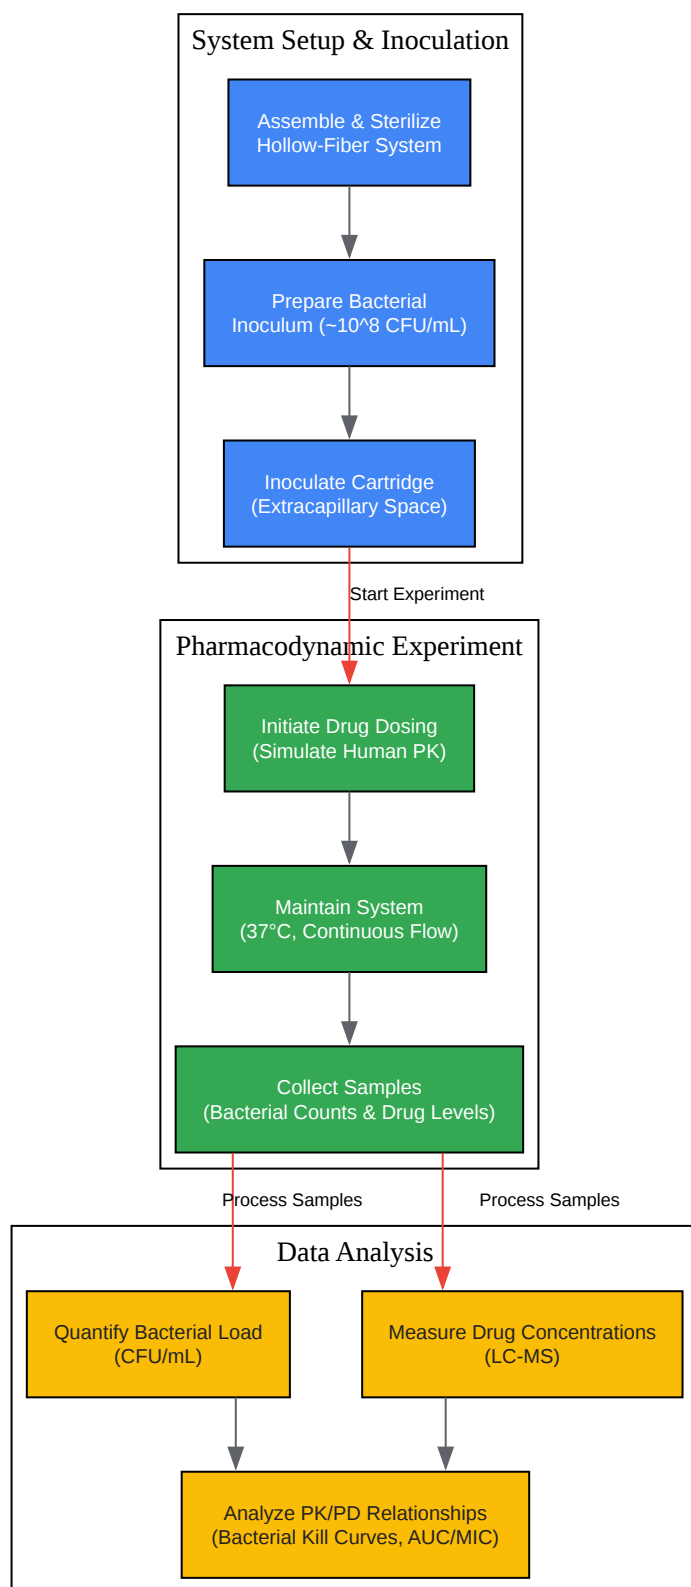 System Setup & Inoculation
Assemble & Sterilize
Hollow-Fiber System
Prepare Bacterial
Inoculum (~10^8 CFU/mL)
Inoculate Cartridge
(Extracapillary Space)
Start Experiment
Pharmacodynamic Experiment
Initiate Drug Dosing
(Simulate Human PK)
Maintain System
(37°C, Continuous Flow)
Collect Samples
(Bacterial Counts & Drug Levels)
Process Samples
Process Samples
Data Analysis
Quantify Bacterial Load
(CFU/mL)
Measure Drug Concentrations
(LC-MS)
Analyze PK/PD Relationships
(Bacterial Kill Curves, AUC/MIC)